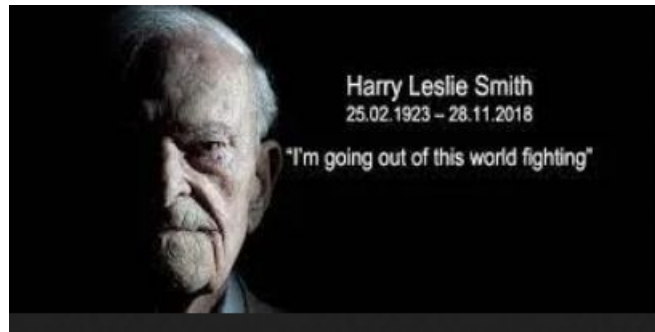 Harry Leslie Smith
25.02.1923 – 28.11.2018
"I'm going out of this world fighting"